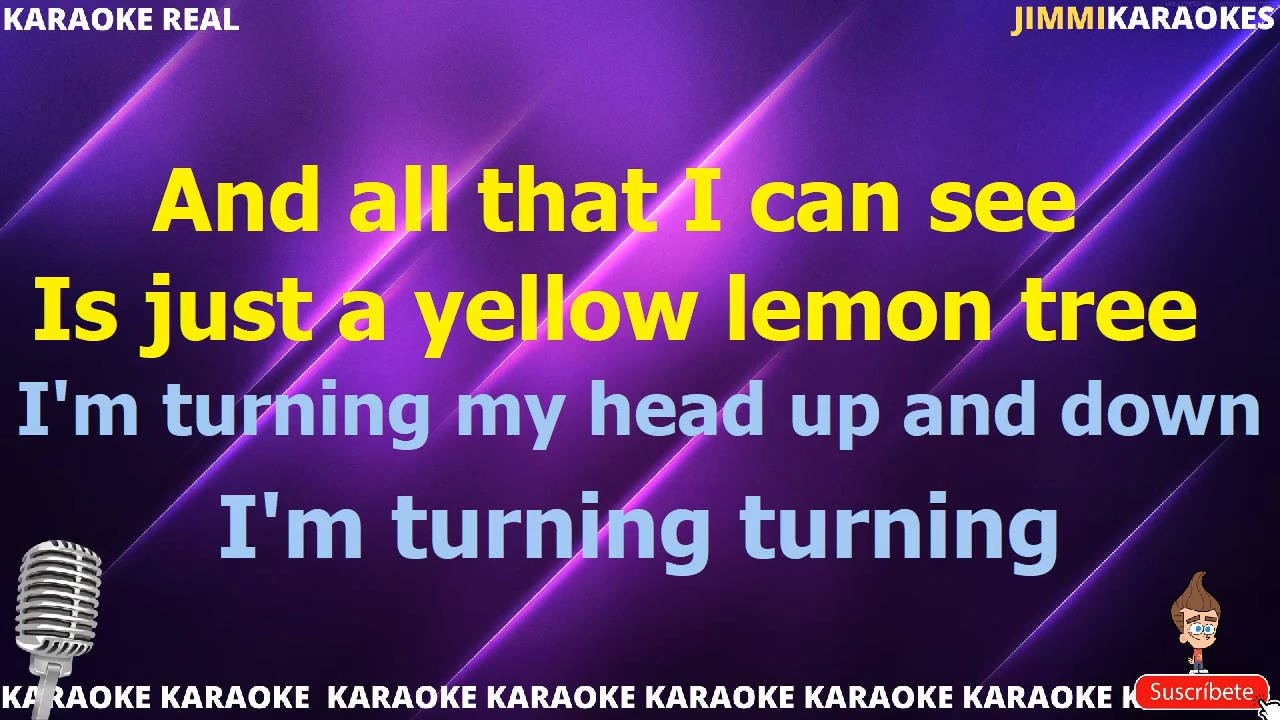 KARAOKE REAL
JIMMIKARAOKES
And all that I can see
Is just a yellow lemon tree
I'm turning my head up and down
I'm turning turning
KARAOKE KARAOKE KARAOKE KARAOKE KARAOKE KARAOKE KARAOKE K
Suscríbete